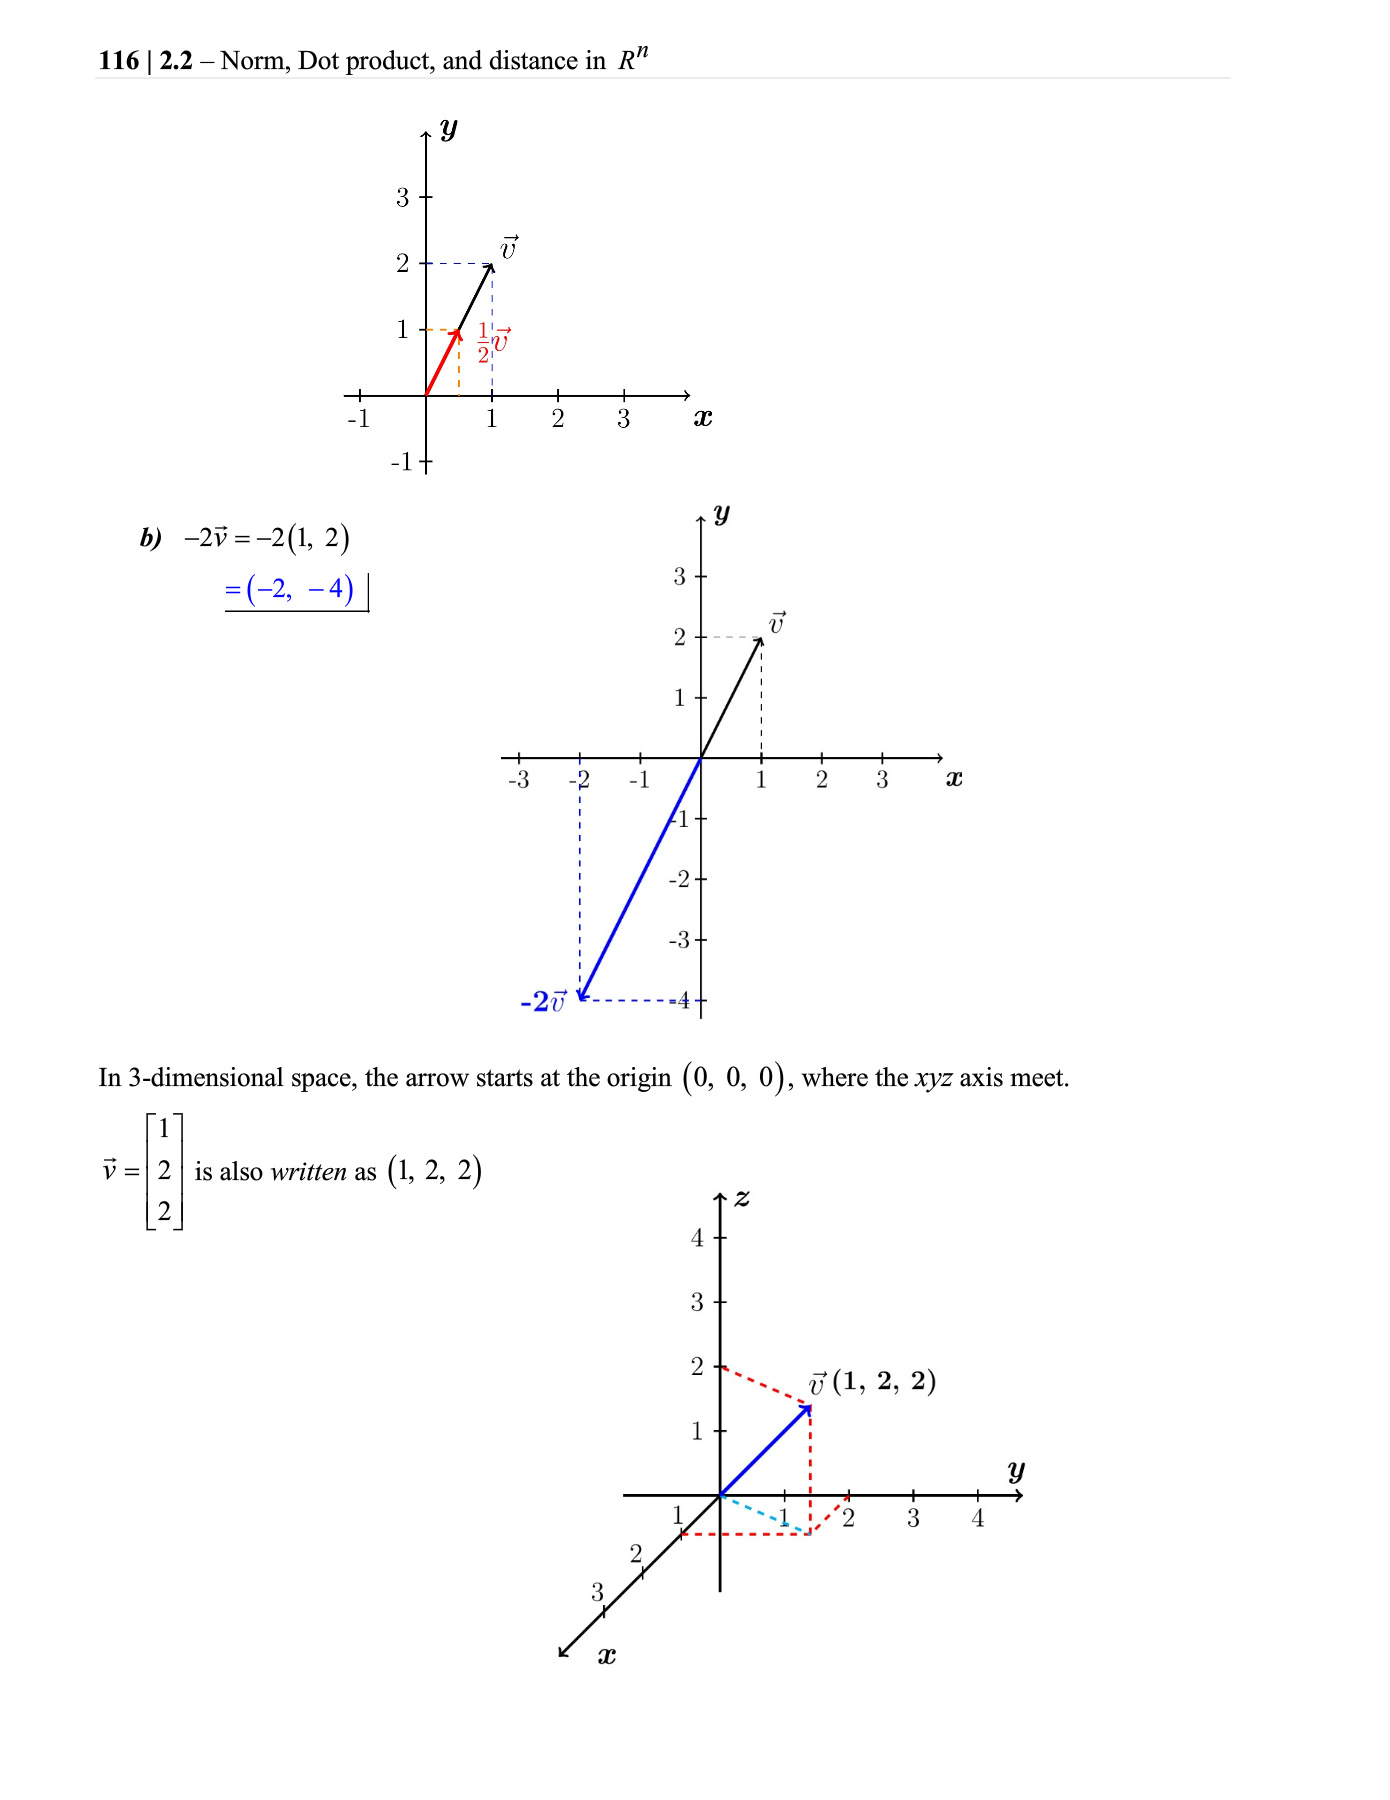 116 | 2.2 – Norm, Dot product, and distance in Rⁿ
y
3
2
v⃗
1
½v⃗
-1 1 2 3 x
-1
b) −2v⃗ = −2(1, 2)
= (−2, −4)
y
3
2
v⃗
1
-3 -2 -1 1 2 3 x
-1
-2
-3
-2v⃗ -4
In 3-dimensional space, the arrow starts at the origin (0, 0, 0), where the xyz axis meet.
v⃗ = [1 2 2] is also written as (1, 2, 2)
z
4
3
2
v⃗ (1, 2, 2)
1
y
1 1 2 3 4
2
3
x